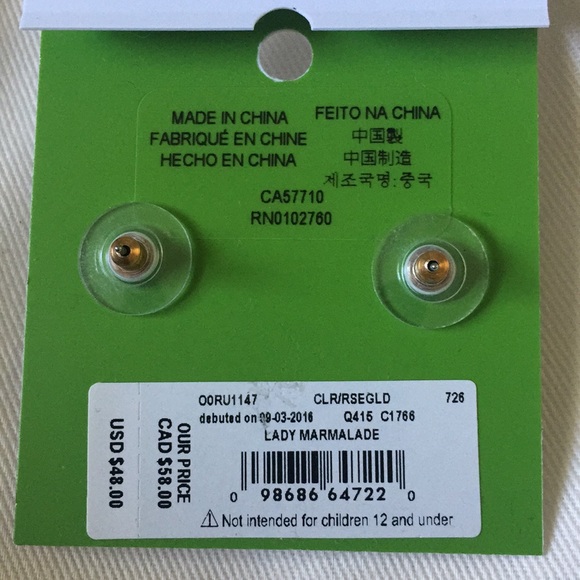 MADE IN CHINA
FABRIQUÉ EN CHINE
HECHO EN CHINA
FEITO NA CHINA
中国製
中国制造
제조국명:중국
CA57710
RN0102760
O0RU1147 CLR/RSEGLD 726
debuted on 09-03-2016 Q415 C1766
LADY MARMALADE
0 98686 64722 0
⚠ Not intended for children 12 and under
OUR PRICE
CAD $58.00
USD $48.00